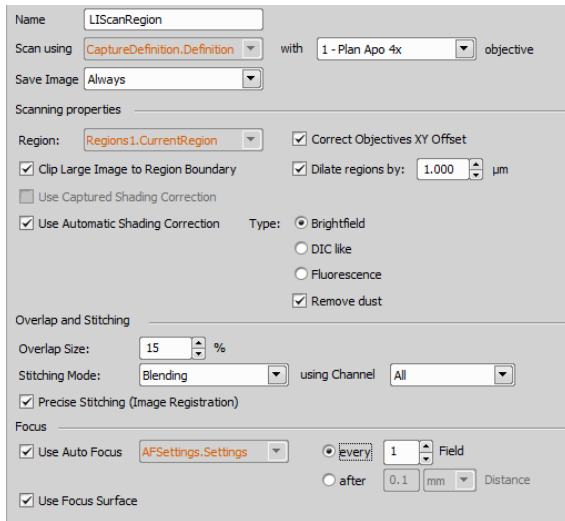 Name LIScanRegion
Scan using CaptureDefinition.Definition with 1 - Plan Apo 4x objective
Save Image Always
Scanning properties
Region: Regions1.CurrentRegion Correct Objectives XY Offset
Clip Large Image to Region Boundary Dilate regions by: 1.000 µm
Use Captured Shading Correction
Use Automatic Shading Correction Type: Brightfield
DIC like
Fluorescence
Remove dust
Overlap and Stitching
Overlap Size: 15 %
Stitching Mode: Blending using Channel All
Precise Stitching (Image Registration)
Focus
Use Auto Focus AFSettings.Settings every 1 Field
after 0.1 mm Distance
Use Focus Surface